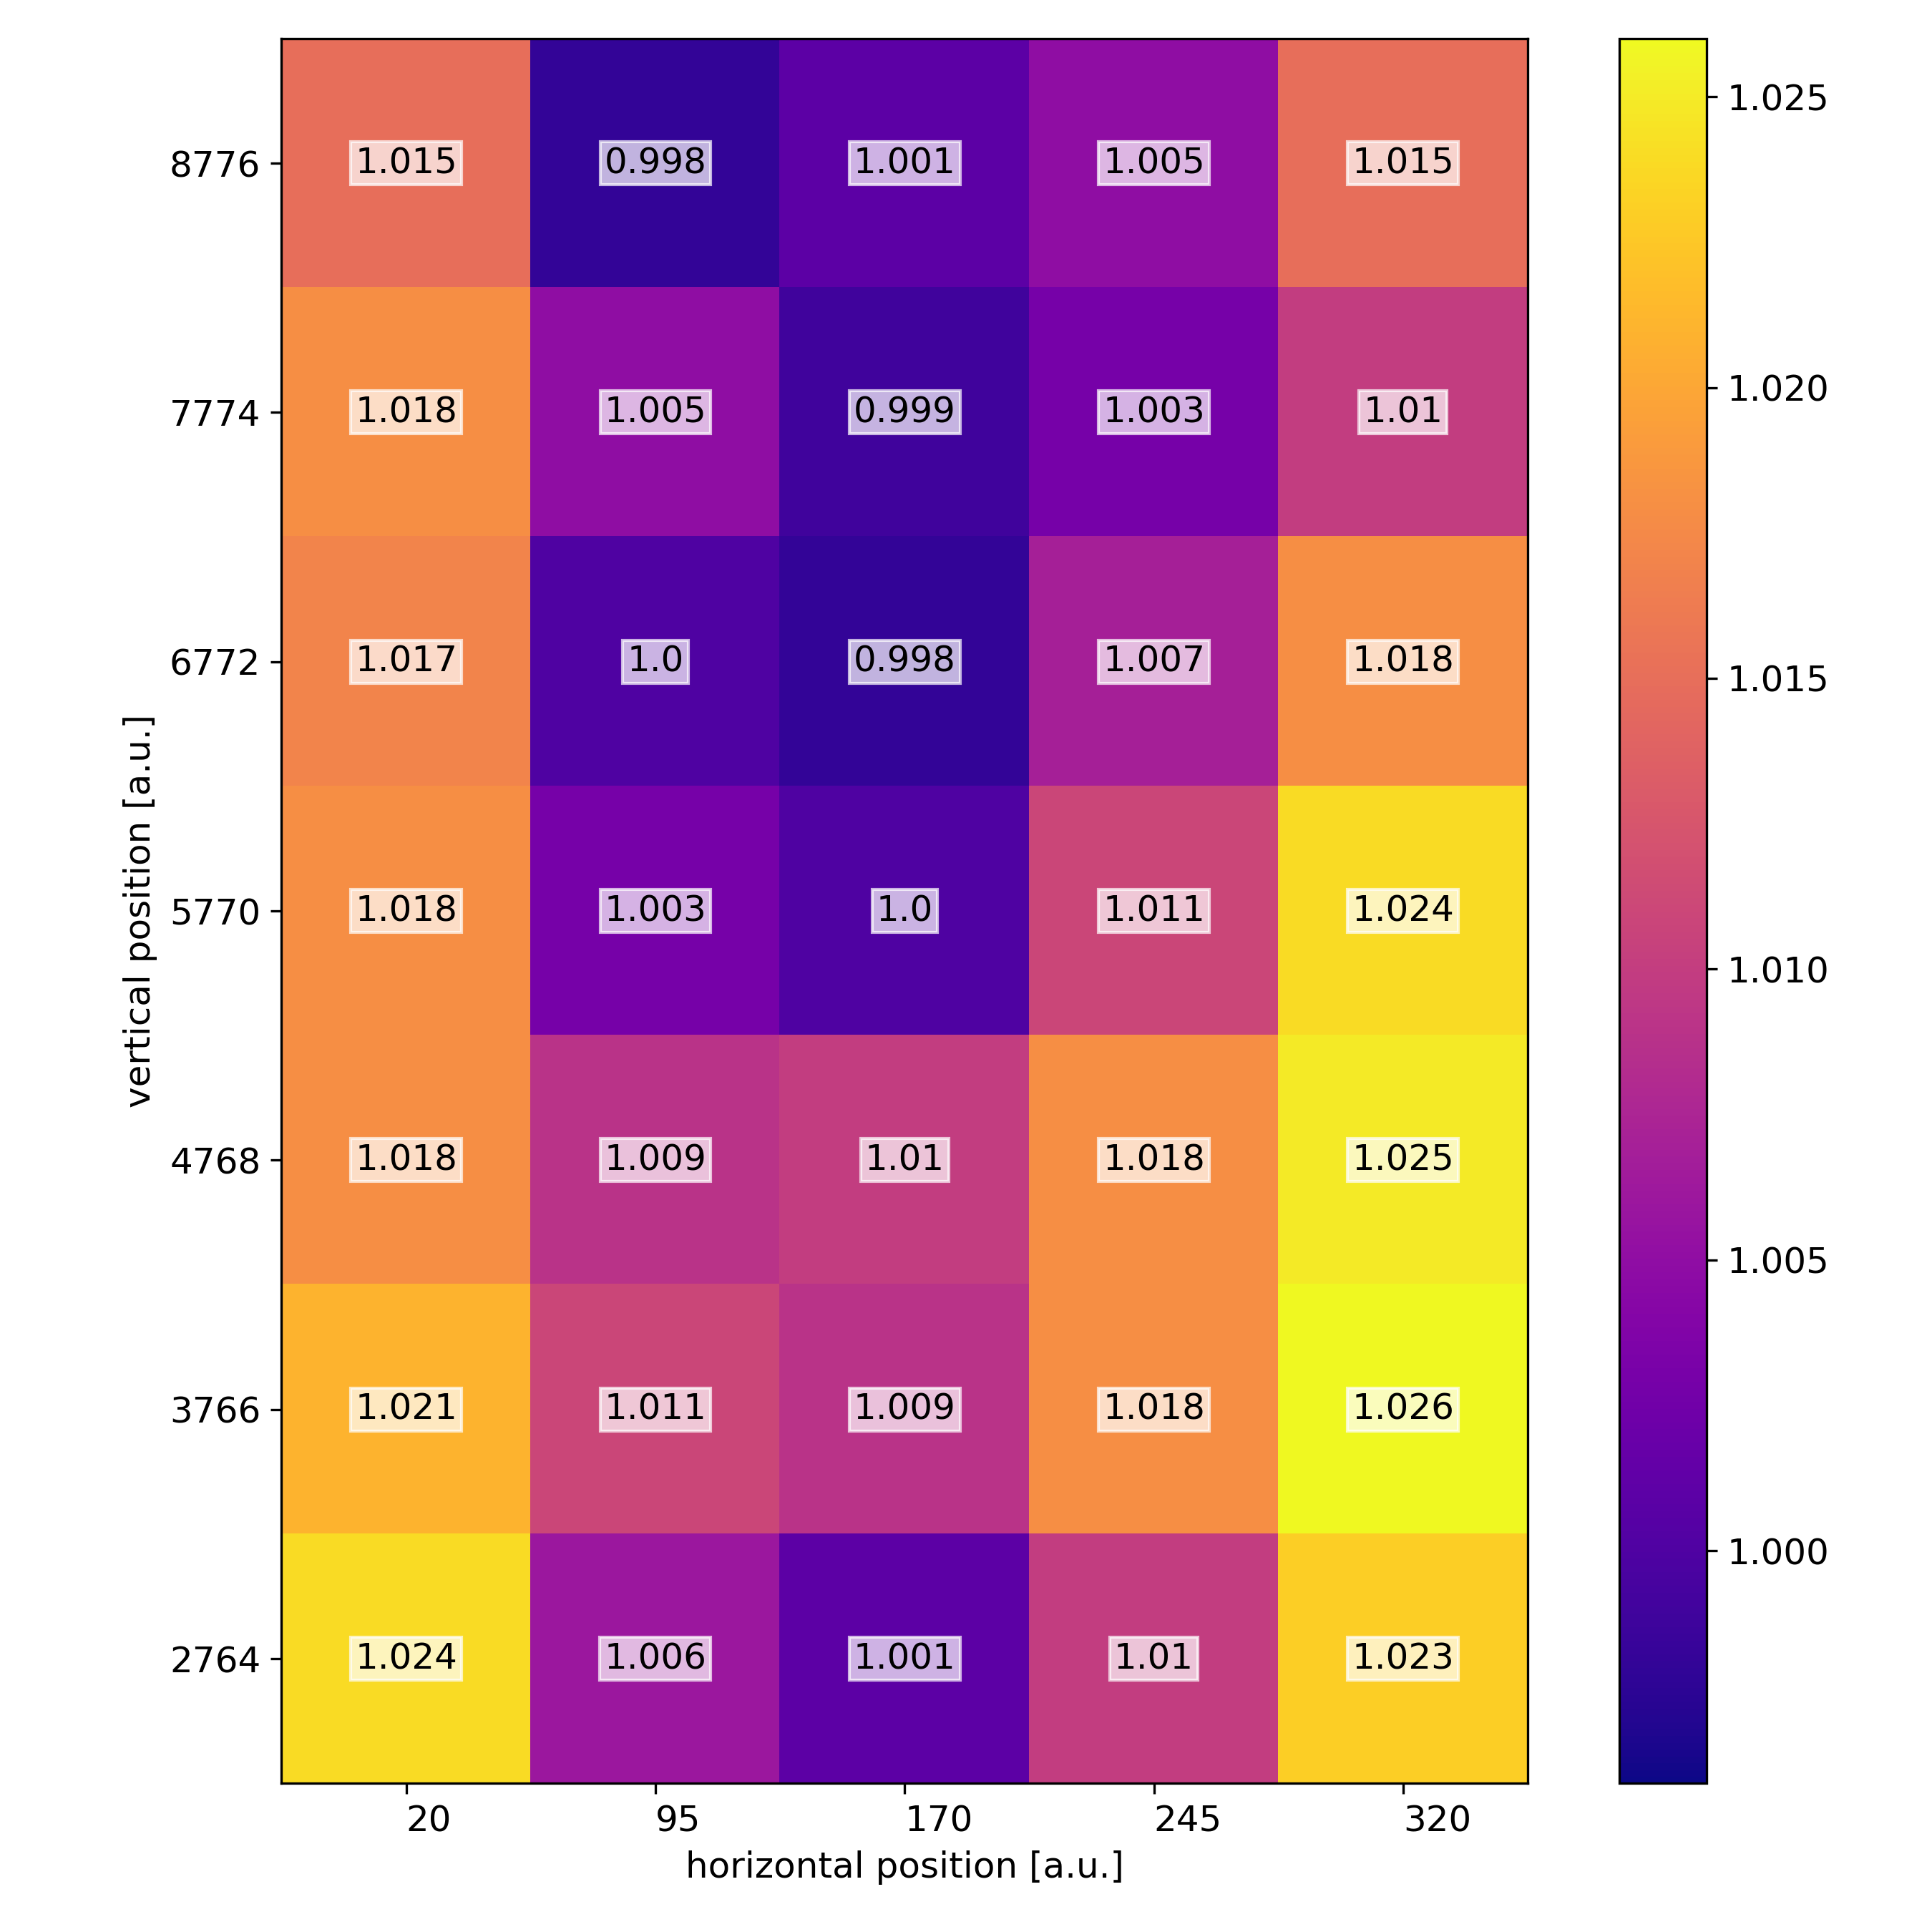 8776 1.015 0.998 1.001 1.005 1.015
7774 1.018 1.005 0.999 1.003 1.01
6772 1.017 1.0 0.998 1.007 1.018
5770 1.018 1.003 1.0 1.011 1.024
4768 1.018 1.009 1.01 1.018 1.025
3766 1.021 1.011 1.009 1.018 1.026
2764 1.024 1.006 1.001 1.01 1.023
20 95 170 245 320
horizontal position [a.u.]
vertical position [a.u.]
1.025
1.020
1.015
1.010
1.005
1.000